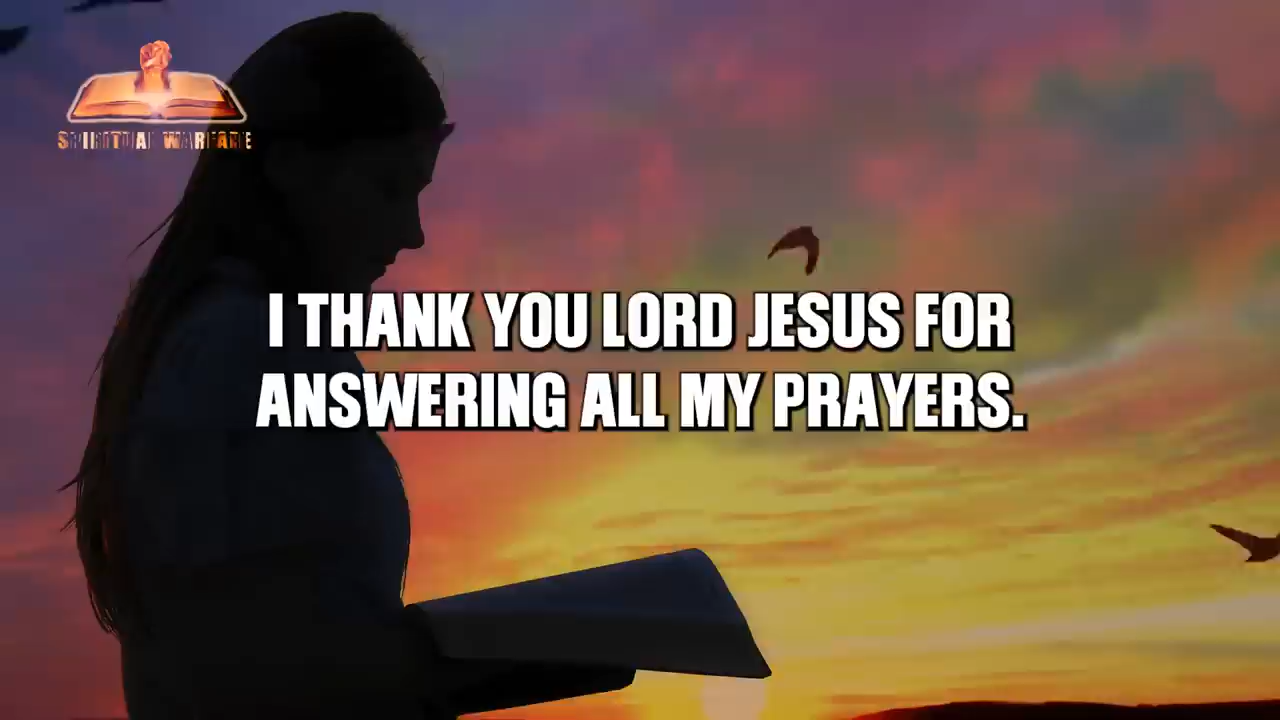 SPIRITUAL WARFARE
I THANK YOU LORD JESUS FOR
ANSWERING ALL MY PRAYERS.